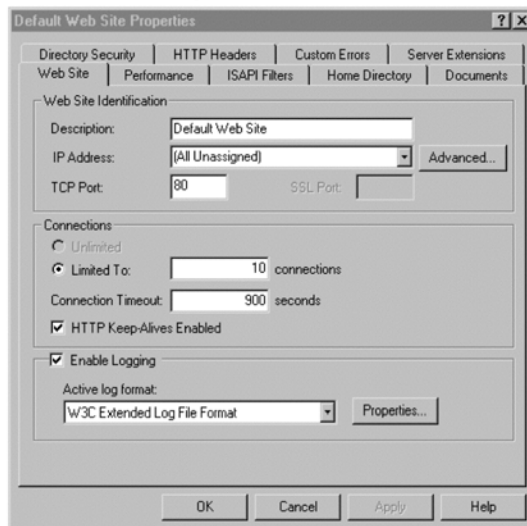 Default Web Site Properties
Directory Security HTTP Headers Custom Errors Server Extensions
Web Site Performance ISAPI Filters Home Directory Documents
Web Site Identification
Description: Default Web Site
IP Address: (All Unassigned) Advanced...
TCP Port: 80 SSL Port:
Connections
Unlimited
Limited To: 10 connections
Connection Timeout: 900 seconds
HTTP Keep-Alives Enabled
Enable Logging
Active log format:
W3C Extended Log File Format Properties...
OK Cancel Apply Help